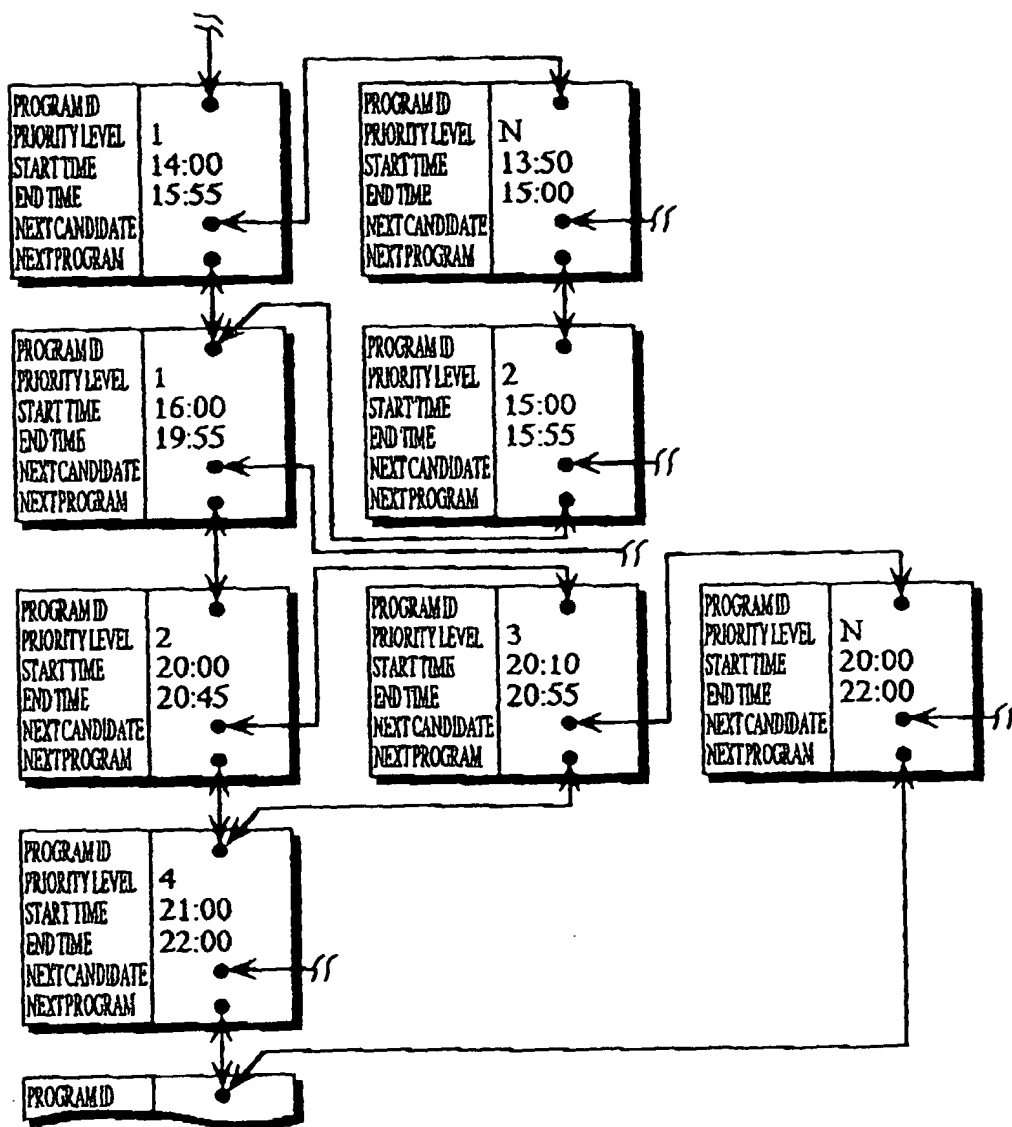 PROGRAM ID
PRIORITY LEVEL 1
START TIME 14:00
END TIME 15:55
NEXT CANDIDATE
NEXT PROGRAM
PROGRAM ID
PRIORITY LEVEL N
START TIME 13:50
END TIME 15:00
NEXT CANDIDATE
NEXT PROGRAM
PROGRAM ID
PRIORITY LEVEL 1
START TIME 16:00
END TIME 19:55
NEXT CANDIDATE
NEXT PROGRAM
PROGRAM ID
PRIORITY LEVEL 2
START TIME 15:00
END TIME 15:55
NEXT CANDIDATE
NEXT PROGRAM
PROGRAM ID
PRIORITY LEVEL 2
START TIME 20:00
END TIME 20:45
NEXT CANDIDATE
NEXT PROGRAM
PROGRAM ID
PRIORITY LEVEL 3
START TIME 20:10
END TIME 20:55
NEXT CANDIDATE
NEXT PROGRAM
PROGRAM ID
PRIORITY LEVEL N
START TIME 20:00
END TIME 22:00
NEXT CANDIDATE
NEXT PROGRAM
PROGRAM ID
PRIORITY LEVEL 4
START TIME 21:00
END TIME 22:00
NEXT CANDIDATE
NEXT PROGRAM
PROGRAM ID